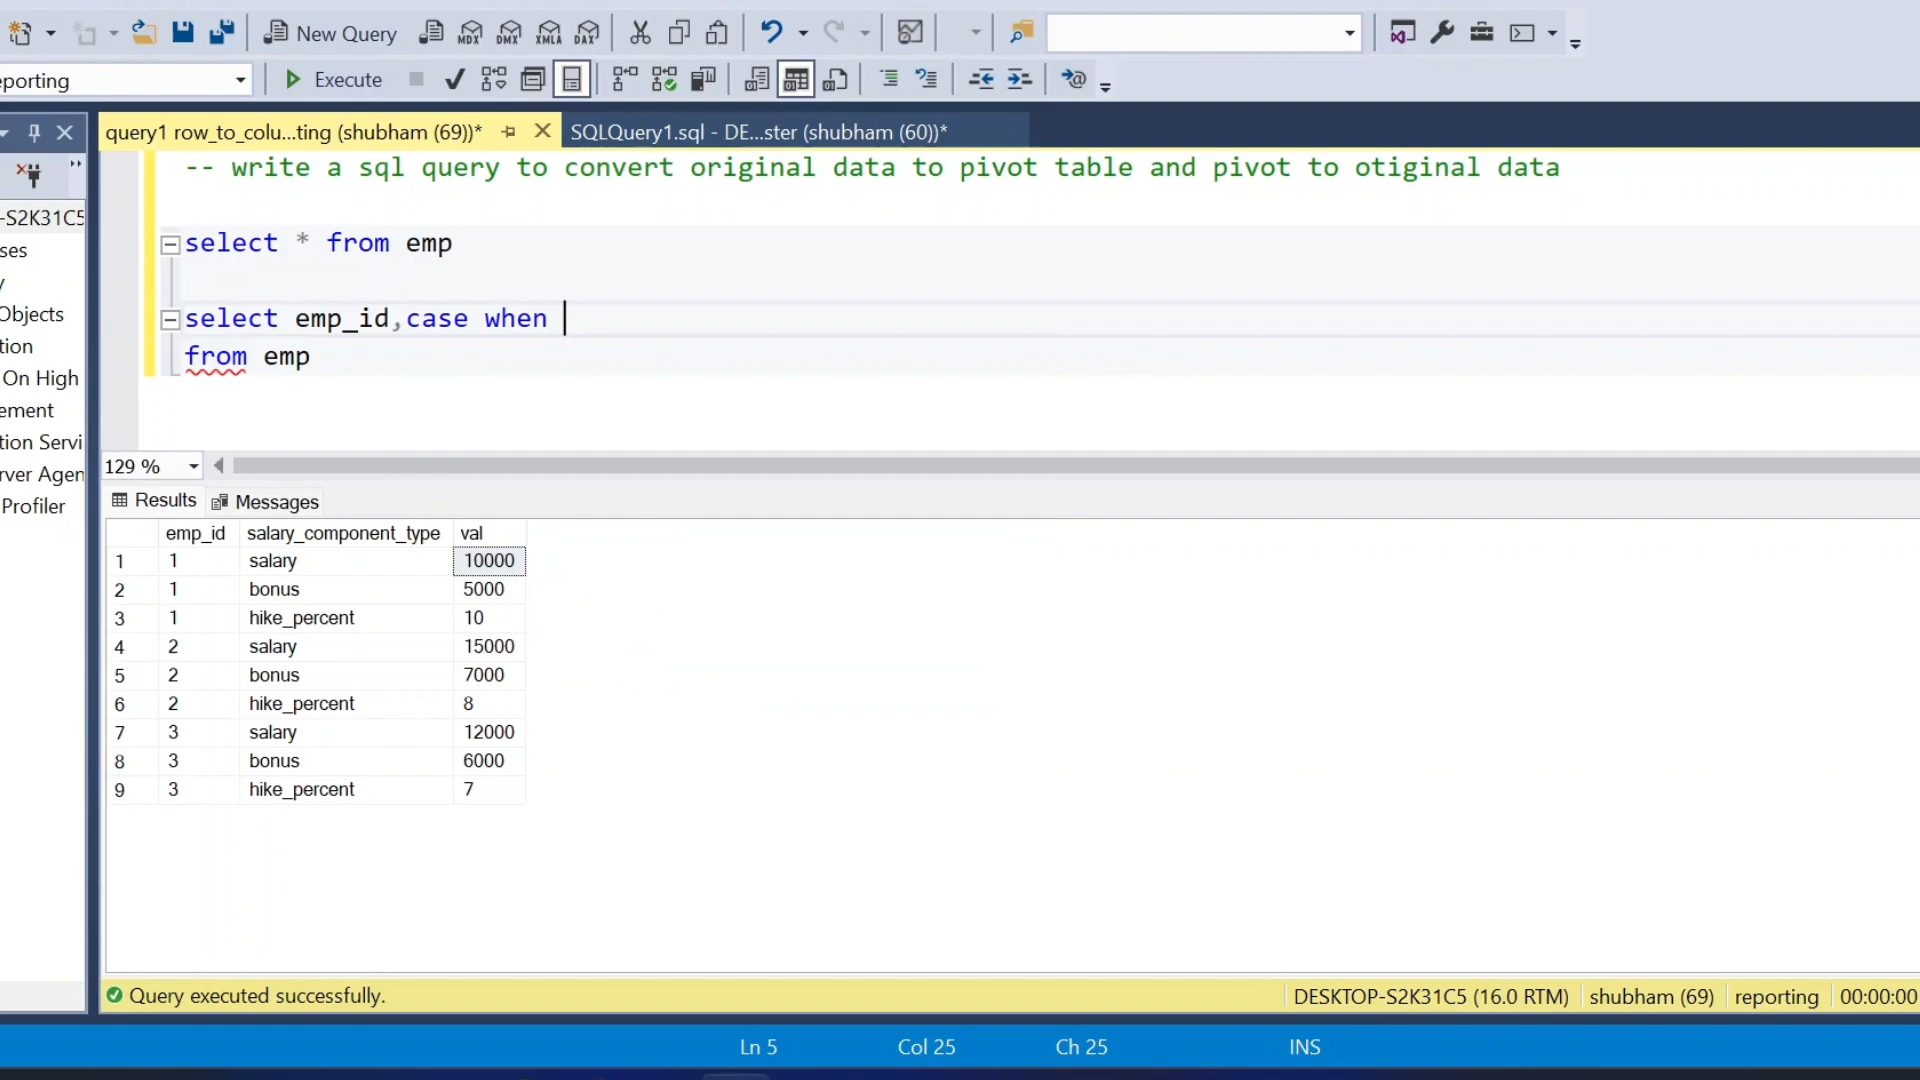 New Query MDX DMX XMLA DAX
eporting Execute
query1 row_to_colu...ting (shubham (69))* SQLQuery1.sql - DE...ster (shubham (60))*
-- write a sql query to convert original data to pivot table and pivot to otiginal data
select * from emp
select emp_id,case when
from emp
-S2K31C5
ses
y
Objects
tion
On High
ement
tion Servi
rver Agen
Profiler
129 %
Results Messages
emp_id salary_component_type val
1 1 salary 10000
2 1 bonus 5000
3 1 hike_percent 10
4 2 salary 15000
5 2 bonus 7000
6 2 hike_percent 8
7 3 salary 12000
8 3 bonus 6000
9 3 hike_percent 7
Query executed successfully. DESKTOP-S2K31C5 (16.0 RTM) shubham (69) reporting 00:00:00
Ln 5 Col 25 Ch 25 INS